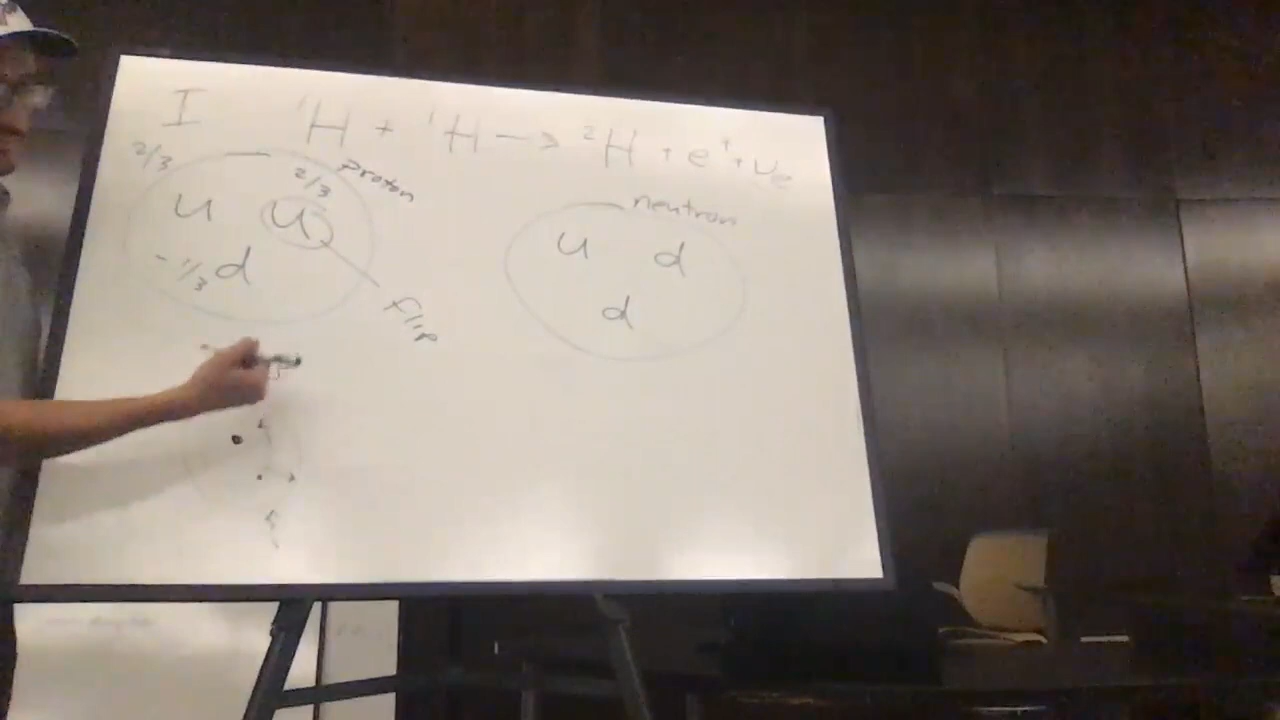 I ¹H + ¹H → ²H + e⁺ + νe
2/3 2/3 proton
u u
-1/3 d
flip
neutron
u d
d